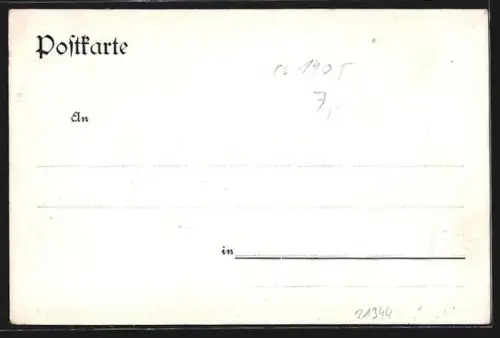 Postkarte
ca 1905
7,-
An
in
21344